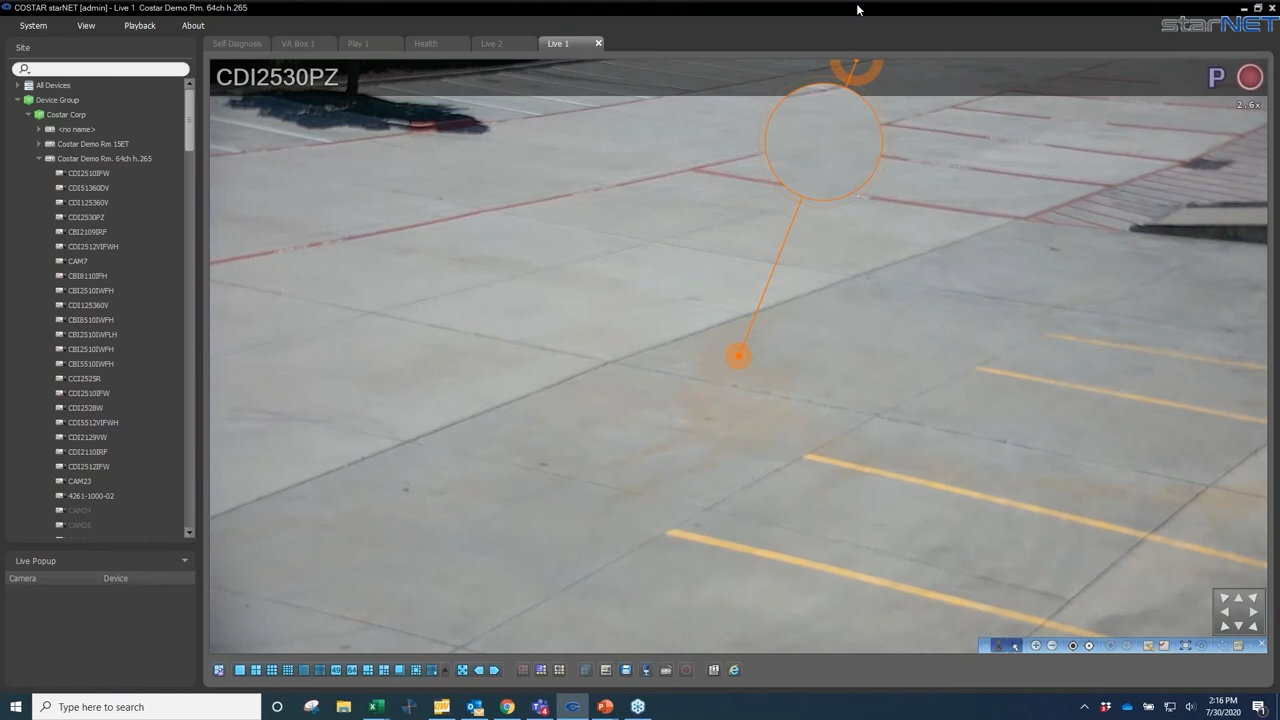 COSTAR starNET [admin] - Live 1 Costar Demo Rm. 64ch h.265
System View Playback About
starNET
Site
Self-Diagnosis VA Box 1 Play 1 Health Live 2 Live 1
CDI2530PZ
P
2.6x
All Devices
Device Group
Costar Corp
<no name>
Costar Demo Rm 15ET
Costar Demo Rm. 64ch h.265
CDI2510IFW
CDI51360DV
CDI125360V
CDI2530PZ
CBI2109IRF
CDI2512VIFWH
CAM7
CBI8110IFH
CBI2510IWFH
CDI125360V
CBI8510IWFH
CBI2510IWFLH
CBI2510IWFH
CBI5510IWFH
CCI2525R
CDI2510IFW
CDI2528W
CDI5512VIFWH
CDI2129VW
CDI2110IRF
CDI2512IFW
CAM23
4261-1000-02
CAM24
CAM25
Live Popup
Camera Device
Type here to search
2:16 PM
7/30/2020